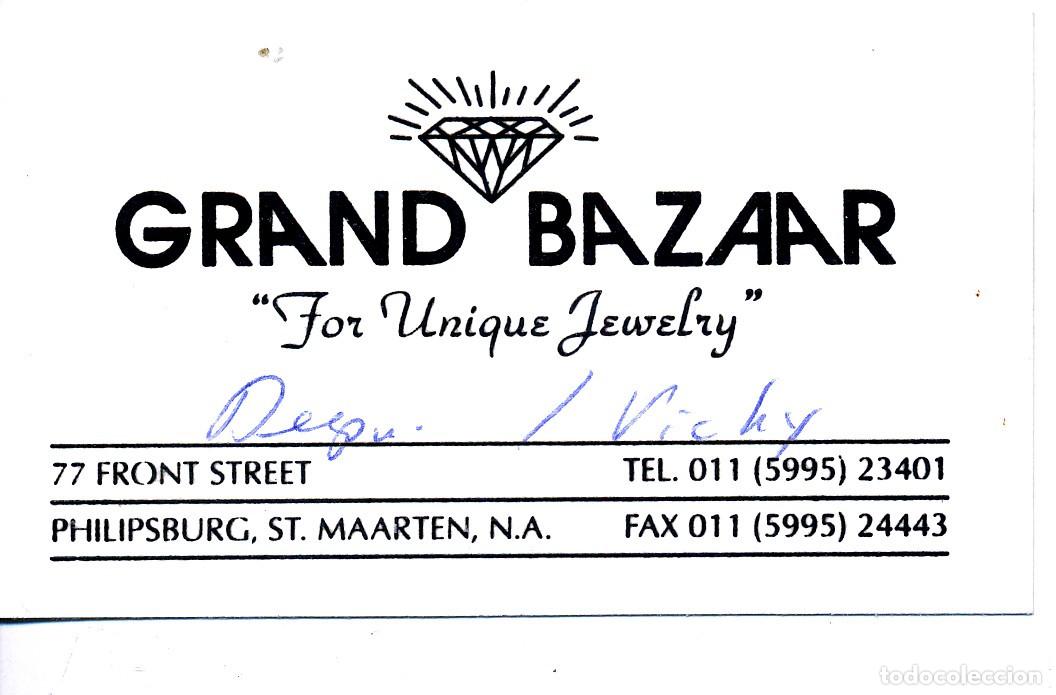 GRAND BAZAAR
“For Unique Jewelry”
/ Vichy
77 FRONT STREET TEL. 011 (5995) 23401
PHILIPSBURG, ST. MAARTEN, N.A. FAX 011 (5995) 24443
todocoleccion